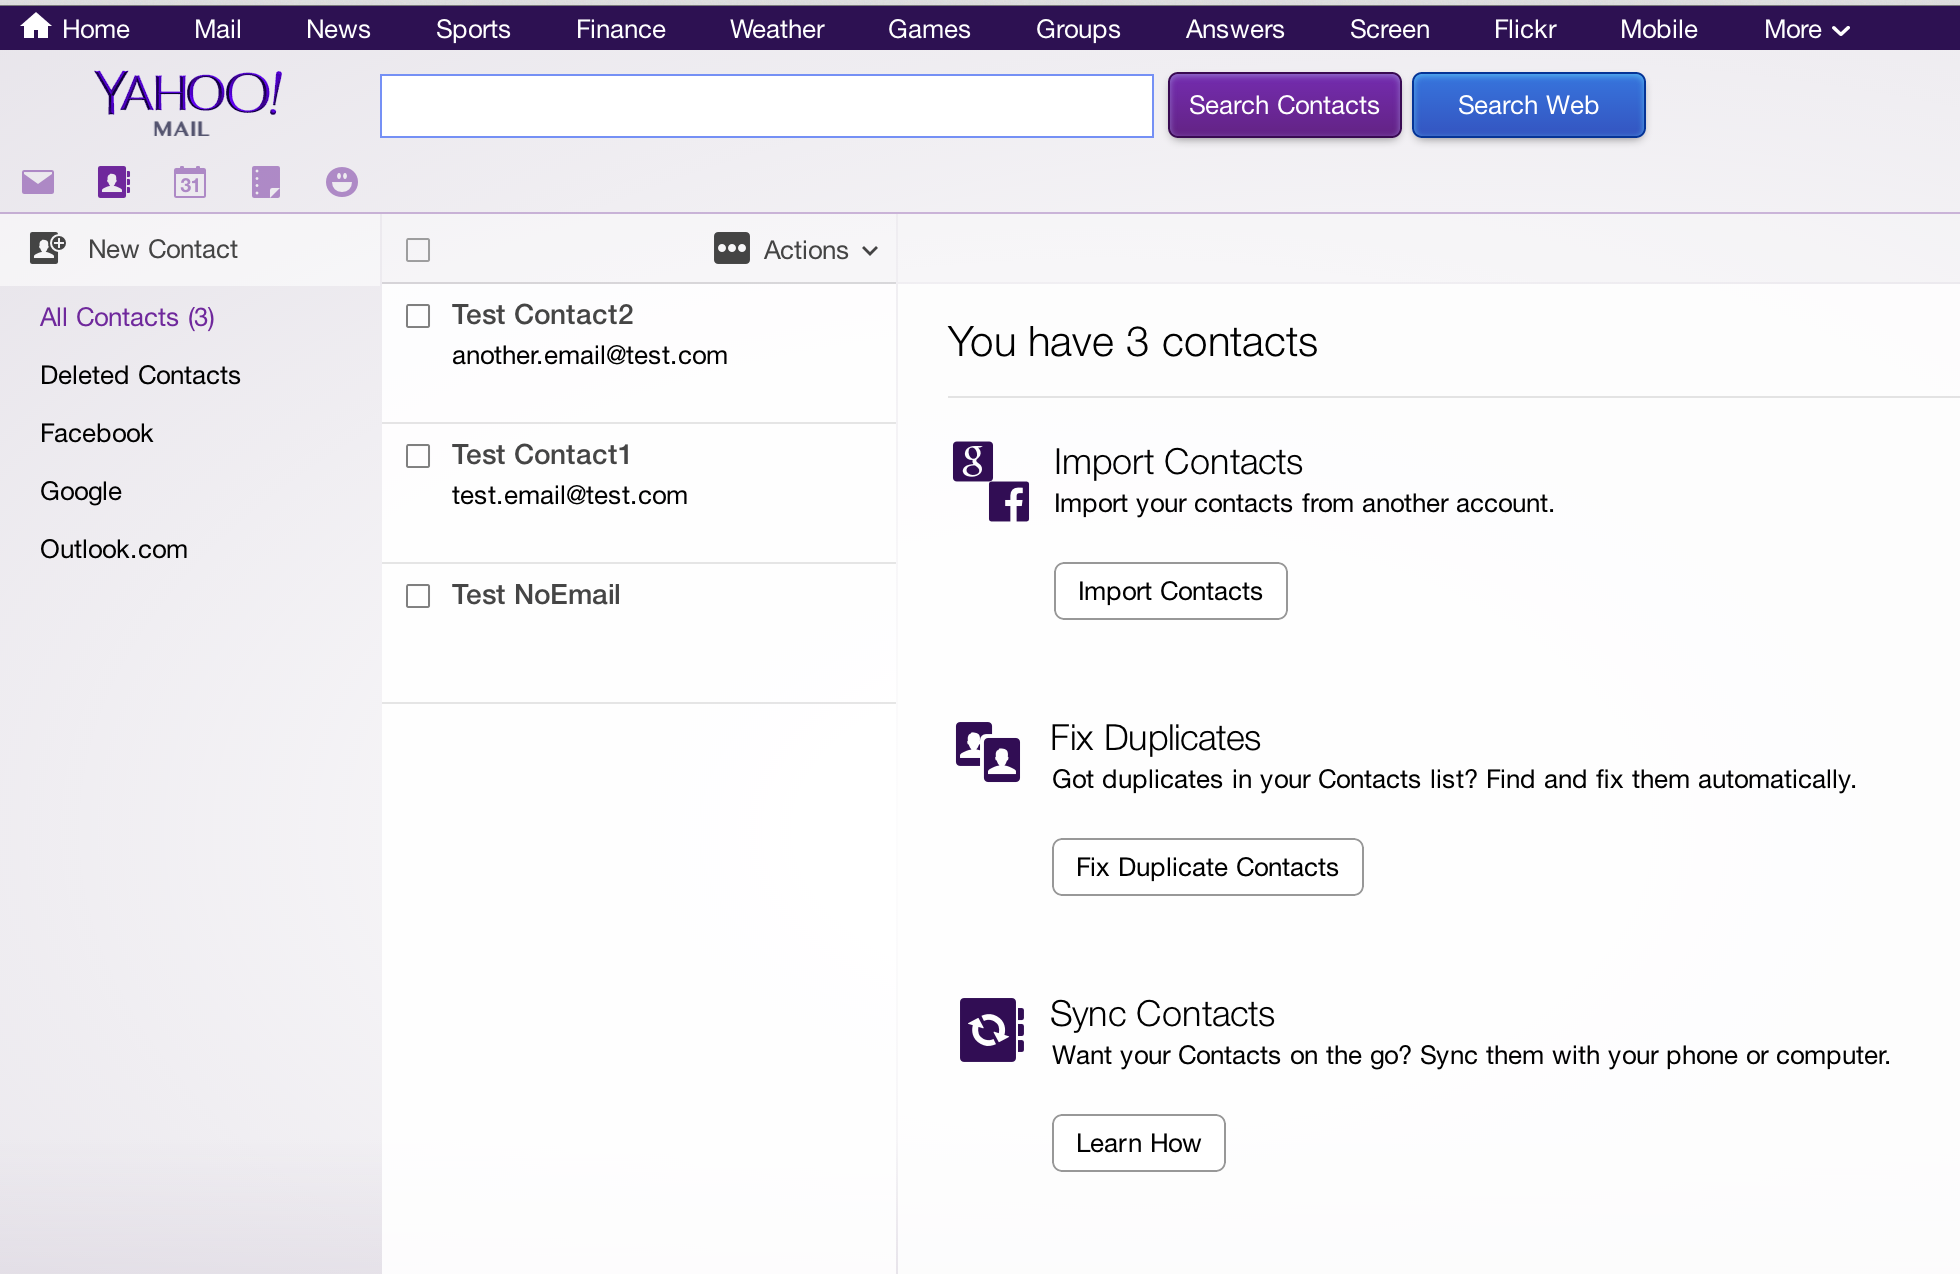 Home Mail News Sports Finance Weather Games Groups Answers Screen Flickr Mobile More
YAHOO!
MAIL
Search Contacts Search Web
31
New Contact
Actions
All Contacts (3)
Deleted Contacts
Facebook
Google
Outlook.com
Test Contact2
another.email@test.com
Test Contact1
test.email@test.com
Test NoEmail
You have 3 contacts
g
f
Import Contacts
Import your contacts from another account.
Import Contacts
Fix Duplicates
Got duplicates in your Contacts list? Find and fix them automatically.
Fix Duplicate Contacts
Sync Contacts
Want your Contacts on the go? Sync them with your phone or computer.
Learn How